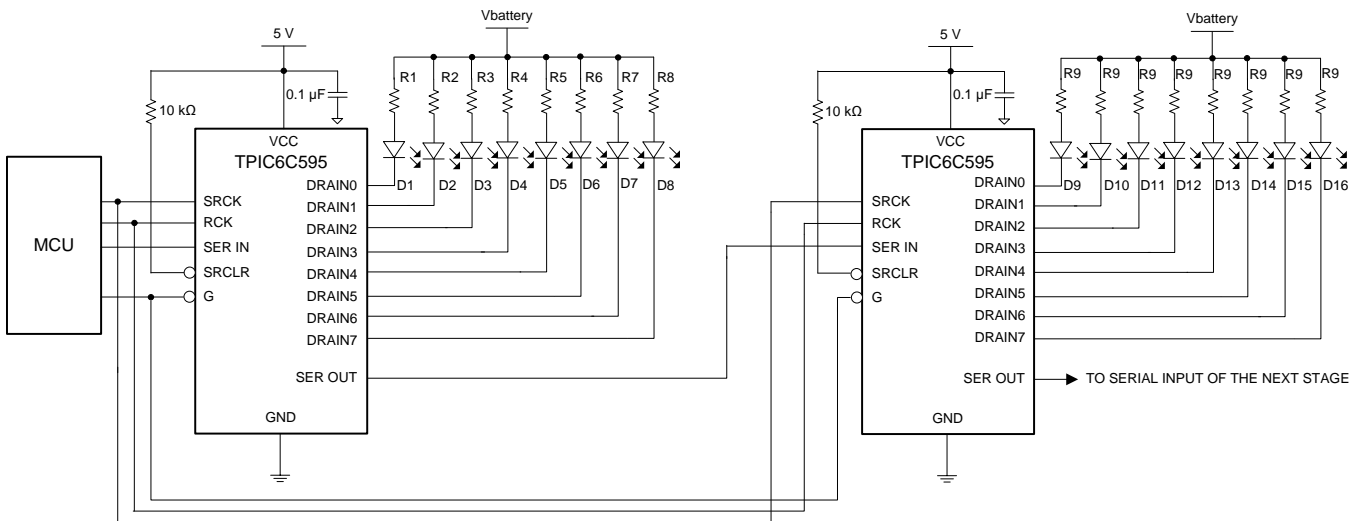 Vbattery
5 V
R1 R2 R3 R4 R5 R6 R7 R8
0.1 µF
10 kΩ
VCC
TPIC6C595
MCU
SRCK
RCK
SER IN
SRCLR
G
DRAIN0
DRAIN1
DRAIN2
DRAIN3
DRAIN4
DRAIN5
DRAIN6
DRAIN7
SER OUT
GND
D1 D2 D3 D4 D5 D6 D7 D8
Vbattery
5 V
R9 R9 R9 R9 R9 R9 R9 R9
0.1 µF
10 kΩ
VCC
TPIC6C595
SRCK
RCK
SER IN
SRCLR
G
DRAIN0
DRAIN1
DRAIN2
DRAIN3
DRAIN4
DRAIN5
DRAIN6
DRAIN7
SER OUT
GND
D9 D10 D11 D12 D13 D14 D15 D16
TO SERIAL INPUT OF THE NEXT STAGE